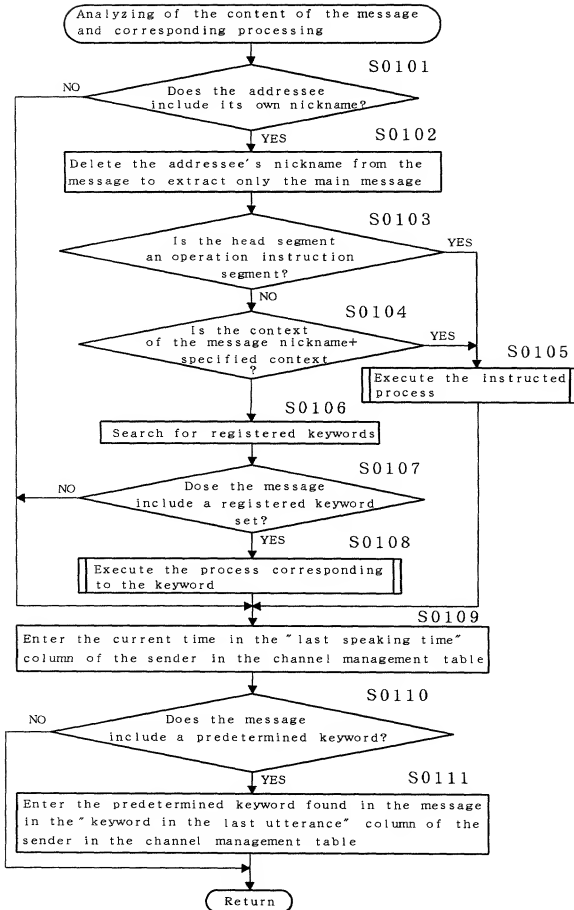 Analyzing of the content of the message
and corresponding processing
S0101
NO
Does the addressee
include its own nickname?
YES
S0102
Delete the addressee's nickname from the
message to extract only the main message
S0103
Is the head segment
an operation instruction
segment?
YES
NO
S0104
Is the context
of the message nickname+
specified context
?
YES
S0105
Execute the instructed
process
S0106
Search for registered keywords
S0107
NO
Dose the message
include a registered keyword
set?
YES
S0108
Execute the process corresponding
to the keyword
S0109
Enter the current time in the "last speaking time"
column of the sender in the channel management table
S0110
NO
Does the message
include a predetermined keyword?
YES
S0111
Enter the predetermined keyword found in the message
in the "keyword in the last utterance" column of the
sender in the channel management table
Return